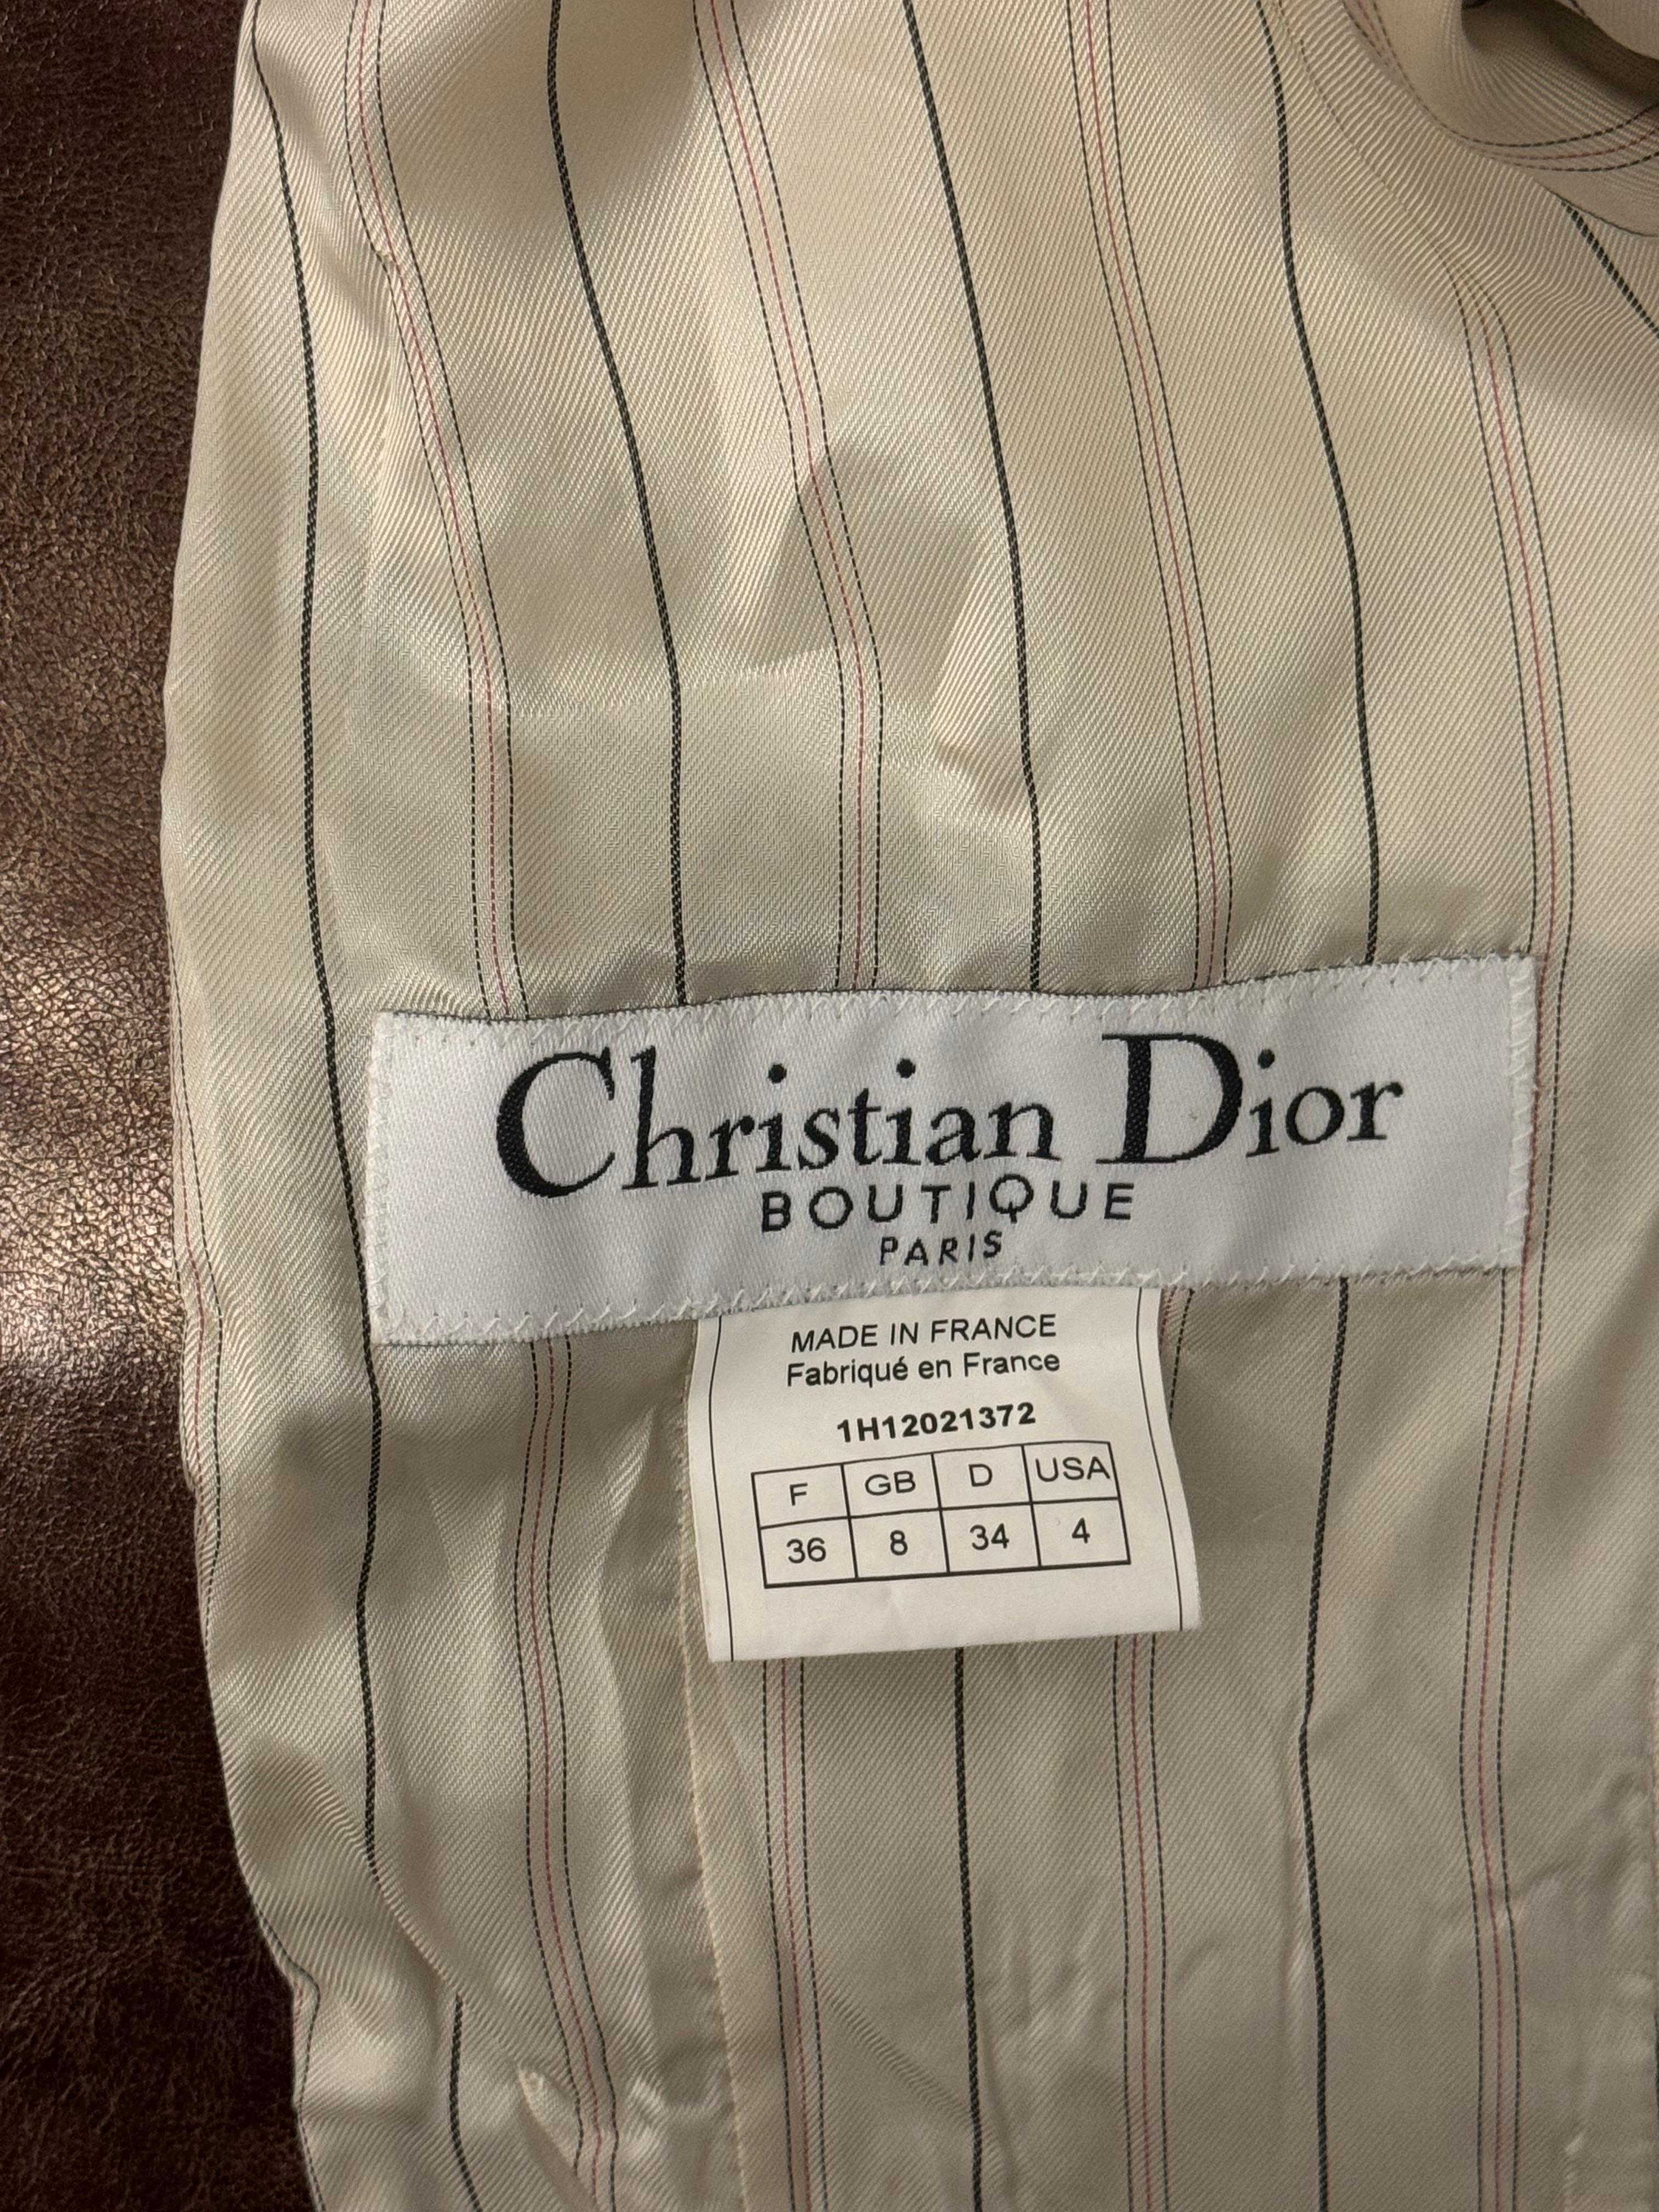 Christian Dior
BOUTIQUE
PARIS
MADE IN FRANCE
Fabriqué en France
1H12021372
F GB D USA
36 8 34 4